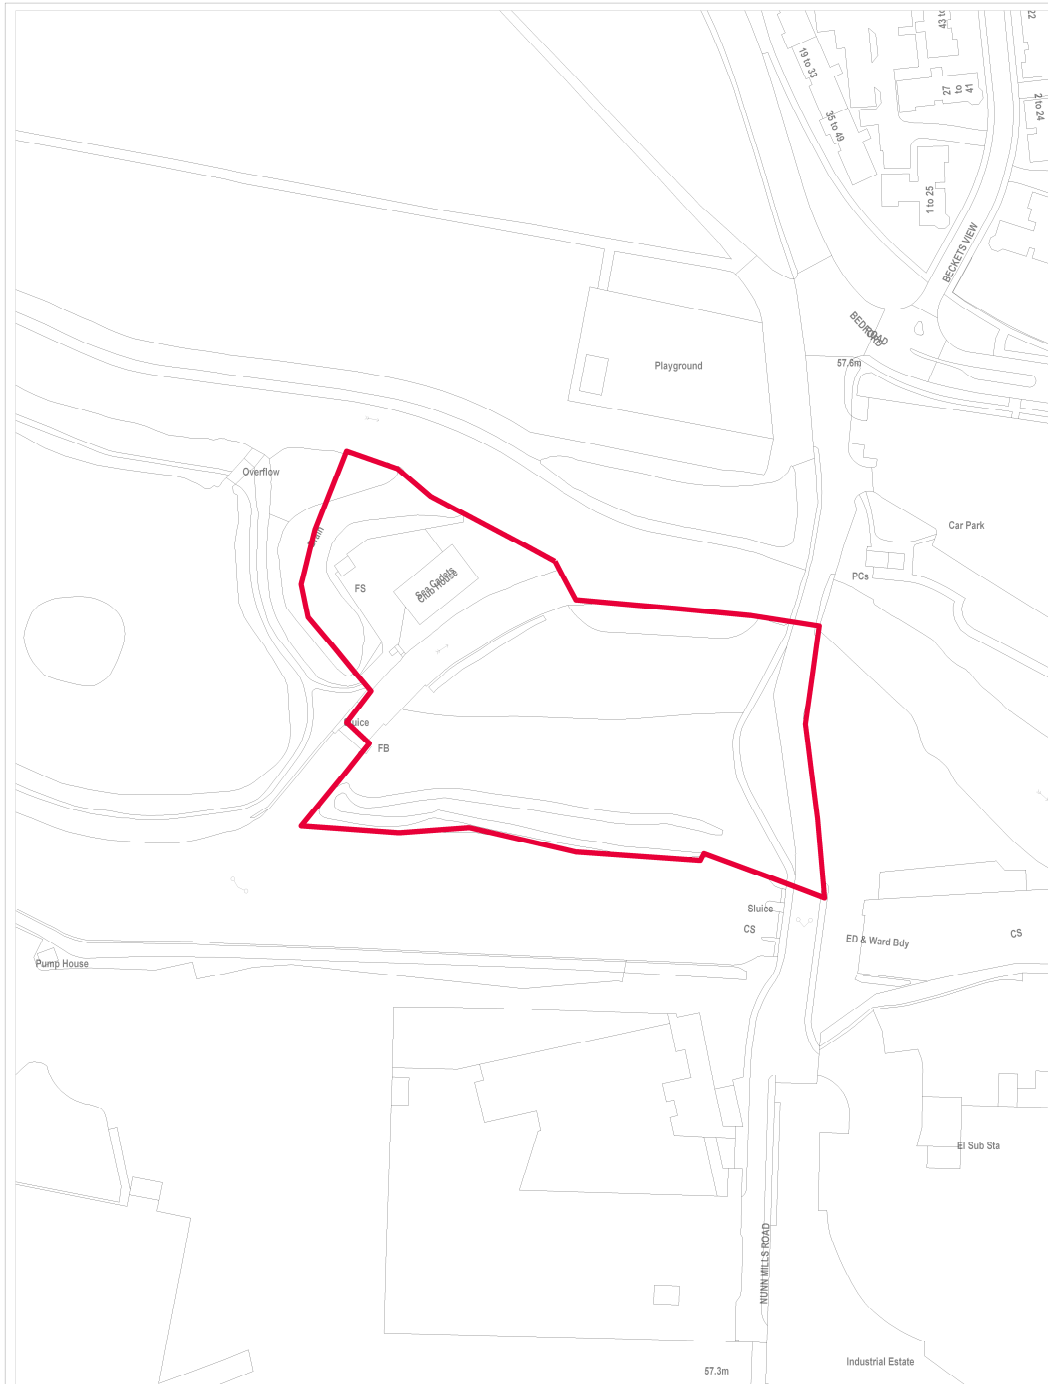 22
43 to
19 to 33
27
to
41
2 to 24
35 to 49
1 to 25
BECKETS VIEW
BEDFORD
ROAD
57.6m
Playground
Overflow
Car Park
Drain
Sea Cadets
Club House
PCs
FS
Sluice
FB
Sluice
CS
ED & Ward Bdy
CS
Pump House
El Sub Sta
NUNN MILLS ROAD
Industrial Estate
57.3m